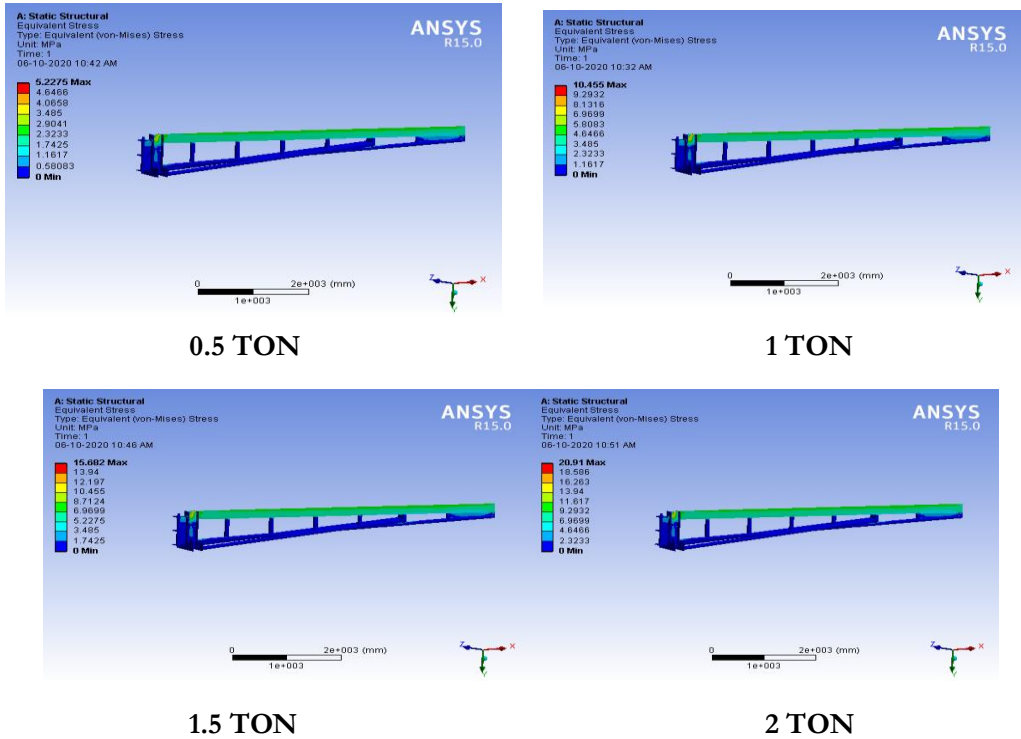 A: Static Structural
Equivalent Stress
Type: Equivalent (von-Mises) Stress
Unit: MPa
Time: 1
06-10-2020 10:42 AM
5.2275 Max
4.6466
4.0658
3.485
2.9041
2.3233
1.7425
1.1617
0.58083
0 Min
ANSYS
R15.0
0
2e+003 (mm)
1e+003
Z
X
Y
0.5 TON
A: Static Structural
Equivalent Stress
Type: Equivalent (von-Mises) Stress
Unit: MPa
Time: 1
06-10-2020 10:32 AM
10.455 Max
9.2932
8.1316
6.9699
5.8083
4.6466
3.485
2.3233
1.1617
0 Min
ANSYS
R15.0
0
2e+003 (mm)
1e+003
Z
X
Y
1 TON
A: Static Structural
Equivalent Stress
Type: Equivalent (von-Mises) Stress
Unit: MPa
Time: 1
06-10-2020 10:46 AM
15.682 Max
13.94
12.197
10.455
8.7124
6.9699
5.2275
3.485
1.7425
0 Min
ANSYS
R15.0
0
2e+003 (mm)
1e+003
Z
X
Y
1.5 TON
A: Static Structural
Equivalent Stress
Type: Equivalent (von-Mises) Stress
Unit: MPa
Time: 1
06-10-2020 10:51 AM
20.91 Max
18.586
16.263
13.94
11.617
9.2932
6.9699
4.6466
2.3233
0 Min
ANSYS
R15.0
0
2e+003 (mm)
1e+003
Z
X
Y
2 TON